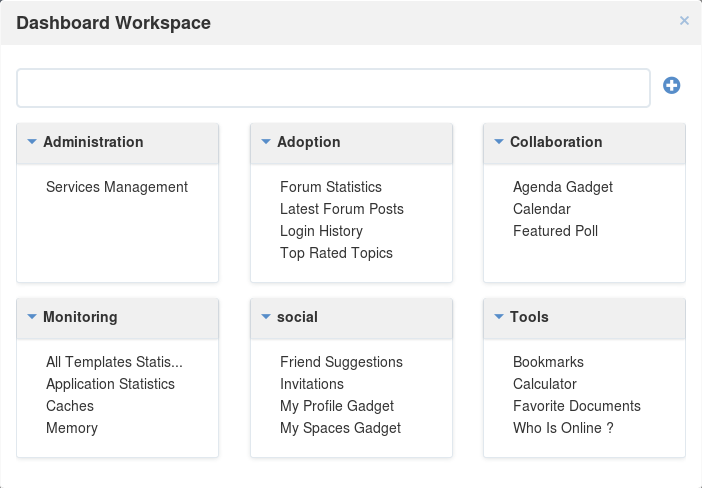 Dashboard Workspace
Administration
Services Management
Adoption
Forum Statistics
Latest Forum Posts
Login History
Top Rated Topics
Collaboration
Agenda Gadget
Calendar
Featured Poll
Monitoring
All Templates Statis...
Application Statistics
Caches
Memory
social
Friend Suggestions
Invitations
My Profile Gadget
My Spaces Gadget
Tools
Bookmarks
Calculator
Favorite Documents
Who Is Online ?